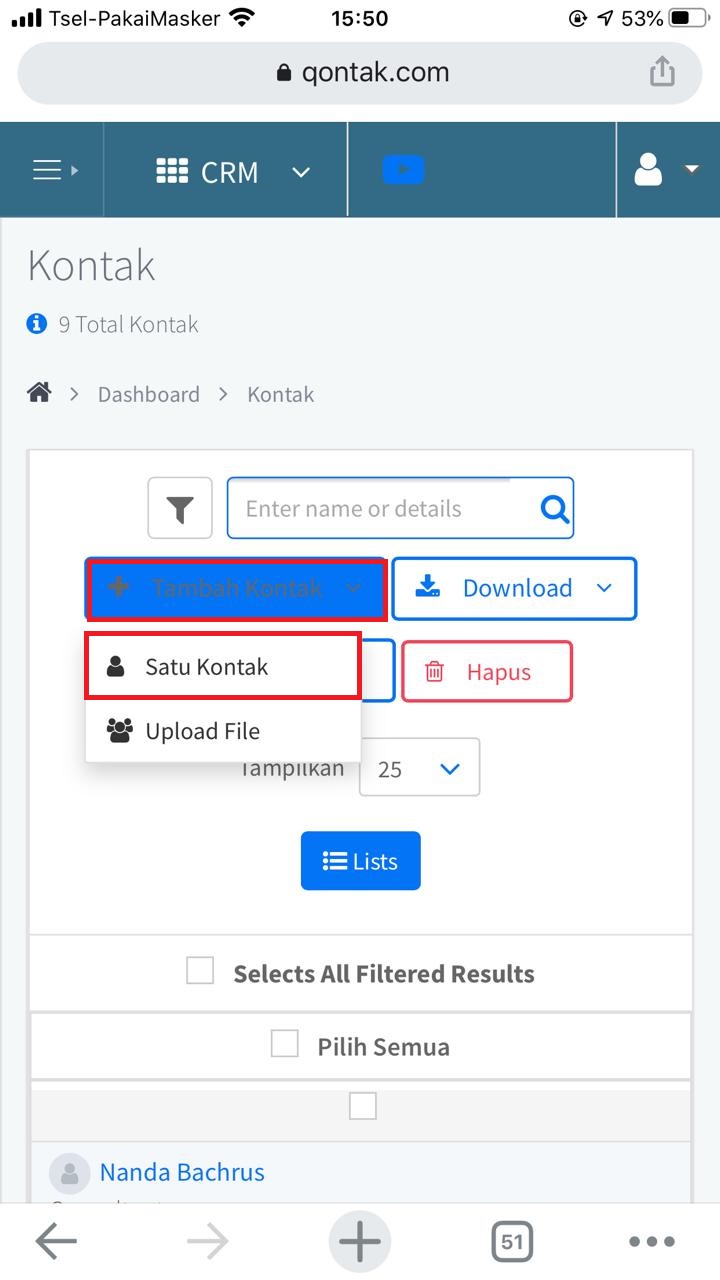 Tsel-PakaiMasker 15:50 53%
qontak.com
CRM
Kontak
9 Total Kontak
Dashboard > Kontak
Enter name or details
Tambah Kontak Download
Satu Kontak Hapus
Upload File
Tampilkan 25
Lists
Selects All Filtered Results
Pilih Semua
Nanda Bachrus
51